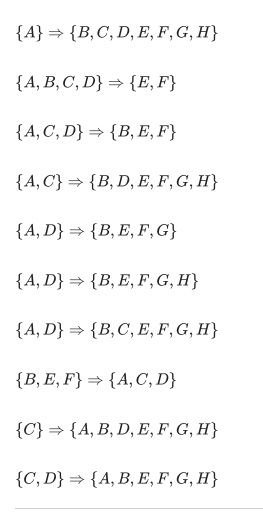 {A} ⇒ {B, C, D, E, F, G, H}
{A, B, C, D} ⇒ {E, F}
{A, C, D} ⇒ {B, E, F}
{A, C} ⇒ {B, D, E, F, G, H}
{A, D} ⇒ {B, E, F, G}
{A, D} ⇒ {B, E, F, G, H}
{A, D} ⇒ {B, C, E, F, G, H}
{B, E, F} ⇒ {A, C, D}
{C} ⇒ {A, B, D, E, F, G, H}
{C, D} ⇒ {A, B, E, F, G, H}